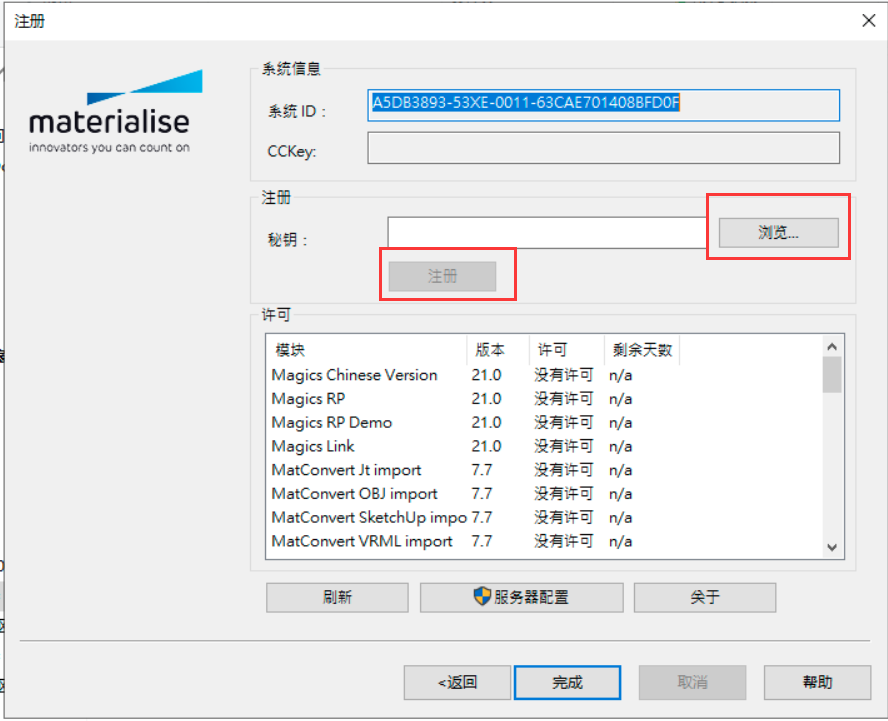 注册
materialise
innovators you can count on
系统信息
系统 ID：
A5DB3893-53XE-0011-63CAE701408BFD0F
CCKey:
注册
秘钥：
浏览...
注册
许可
模块 版本 许可 剩余天数
Magics Chinese Version 21.0 没有许可 n/a
Magics RP 21.0 没有许可 n/a
Magics RP Demo 21.0 没有许可 n/a
Magics Link 21.0 没有许可 n/a
MatConvert Jt import 7.7 没有许可 n/a
MatConvert OBJ import 7.7 没有许可 n/a
MatConvert SketchUp impo 7.7 没有许可 n/a
MatConvert VRML import 7.7 没有许可 n/a
刷新 服务器配置 关于
<返回 完成 取消 帮助